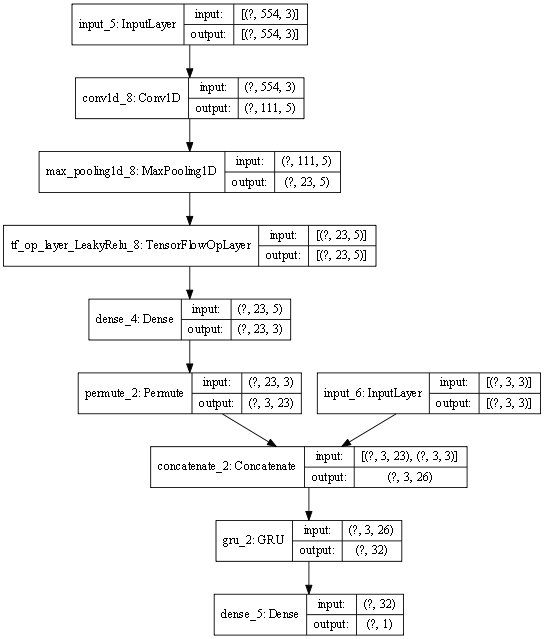 input_5: InputLayer
input: [(?, 554, 3)]
output: [(?, 554, 3)]
conv1d_8: Conv1D
input: (?, 554, 3)
output: (?, 111, 5)
max_pooling1d_8: MaxPooling1D
input: (?, 111, 5)
output: (?, 23, 5)
tf_op_layer_LeakyRelu_8: TensorFlowOpLayer
input: [(?, 23, 5)]
output: [(?, 23, 5)]
dense_4: Dense
input: (?, 23, 5)
output: (?, 23, 3)
permute_2: Permute
input: (?, 23, 3)
output: (?, 3, 23)
input_6: InputLayer
input: [(?, 3, 3)]
output: [(?, 3, 3)]
concatenate_2: Concatenate
input: [(?, 3, 23), (?, 3, 3)]
output: (?, 3, 26)
gru_2: GRU
input: (?, 3, 26)
output: (?, 32)
dense_5: Dense
input: (?, 32)
output: (?, 1)